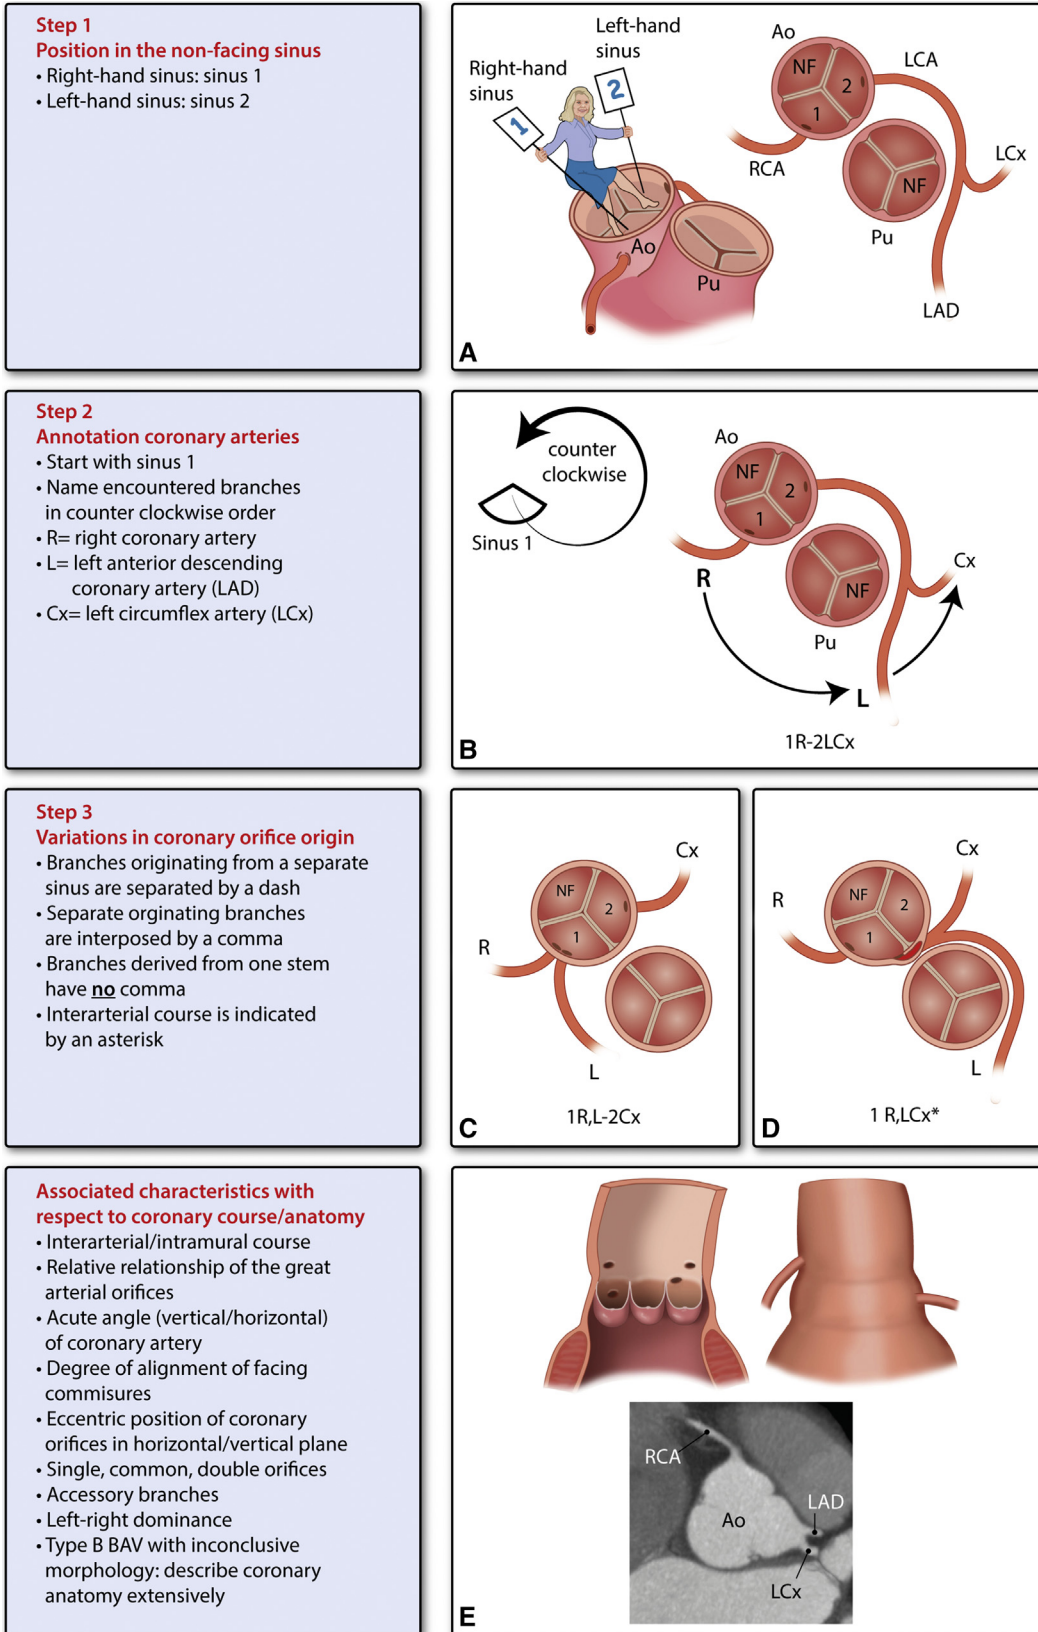 Step 1
Position in the non-facing sinus
• Right-hand sinus: sinus 1
• Left-hand sinus: sinus 2
Left-hand
sinus
Right-hand
sinus
1
2
Ao
Pu
Ao
NF
2
1
LCA
RCA
NF
LCx
Pu
LAD
A
Step 2
Annotation coronary arteries
• Start with sinus 1
• Name encountered branches
in counter clockwise order
• R= right coronary artery
• L= left anterior descending
coronary artery (LAD)
• Cx= left circumflex artery (LCx)
counter
clockwise
Sinus 1
Ao
NF
2
1
R
NF
Cx
Pu
L
1R-2LCx
B
Step 3
Variations in coronary orifice origin
• Branches originating from a separate
sinus are separated by a dash
• Separate orginating branches
are interposed by a comma
• Branches derived from one stem
have no comma
• Interarterial course is indicated
by an asterisk
Cx
NF
2
1
R
L
1R,L-2Cx
C
Cx
R
NF
2
1
L
1 R,LCx*
D
Associated characteristics with
respect to coronary course/anatomy
• Interarterial/intramural course
• Relative relationship of the great
arterial orifices
• Acute angle (vertical/horizontal)
of coronary artery
• Degree of alignment of facing
commisures
• Eccentric position of coronary
orifices in horizontal/vertical plane
• Single, common, double orifices
• Accessory branches
• Left-right dominance
• Type B BAV with inconclusive
morphology: describe coronary
anatomy extensively
RCA
LAD
Ao
LCx
E